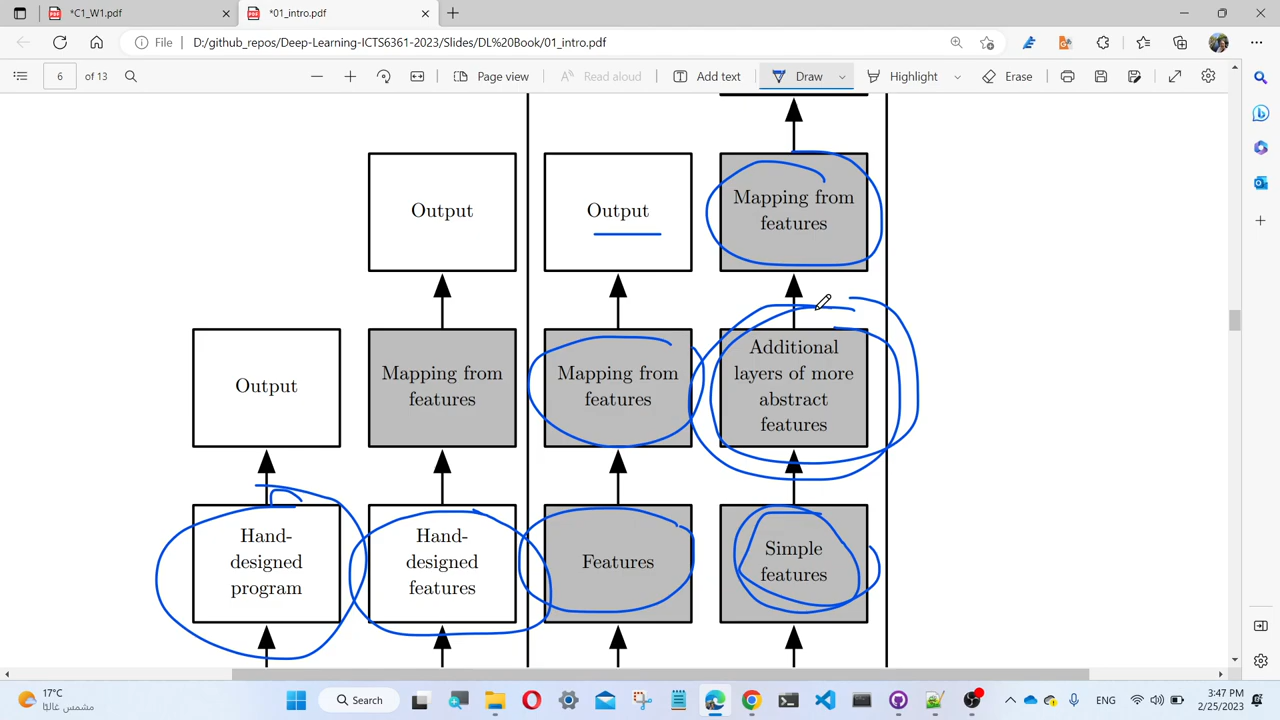 *C1_W1.pdf
*01_intro.pdf
File
D:/github_repos/Deep-Learning-ICTS6361-2023/Slides/DL%20Book/01_intro.pdf
6 of 13
Page view
Read aloud
Add text
Draw
Highlight
Erase
Output
Output
Mapping from
features
Output
Mapping from
features
Mapping from
features
Additional
layers of more
abstract
features
Hand-
designed
program
Hand-
designed
features
Features
Simple
features
17°C
مشمس غالبًا
Search
ENG
3:47 PM
2/25/2023